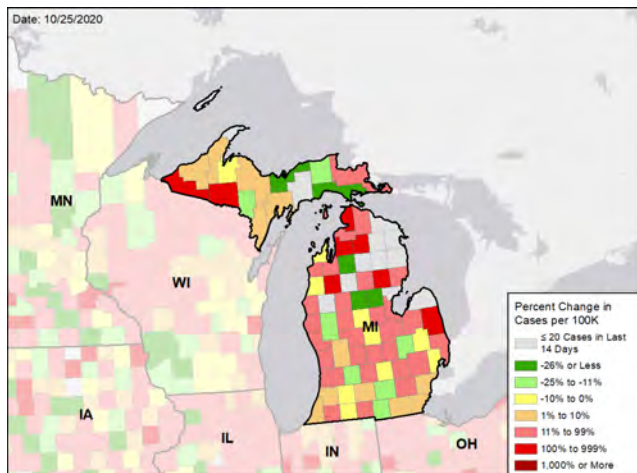 Date: 10/25/2020
MN
WI
MI
IA
IL
IN
OH
Percent Change in
Cases per 100K
≤ 20 Cases in Last
14 Days
-26% or Less
-25% to -11%
-10% to 0%
1% to 10%
11% to 99%
100% to 999%
1,000% or More